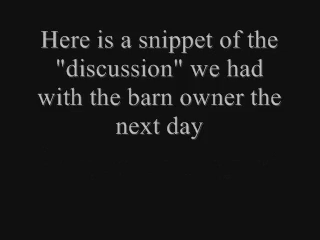 Here is a snippet of the
"discussion" we had
with the barn owner the
next day